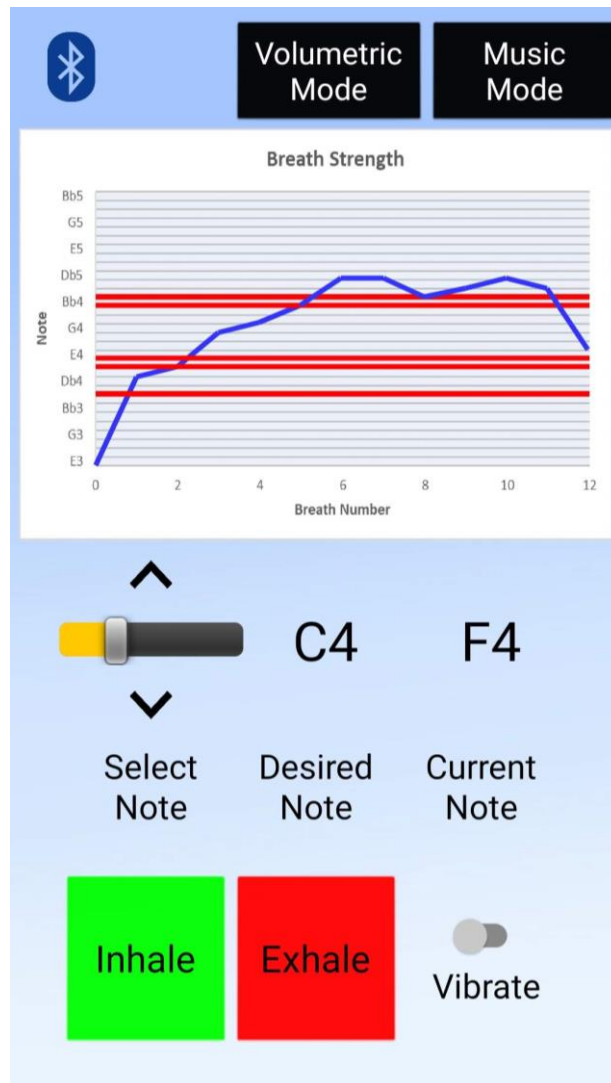 Volumetric
Mode
Music
Mode
Breath Strength
Bb5
G5
E5
Db5
Bb4
G4
E4
Db4
Bb3
G3
E3
Note
0 2 4 6 8 10 12
Breath Number
C4 F4
Select
Note
Desired
Note
Current
Note
Inhale
Exhale
Vibrate